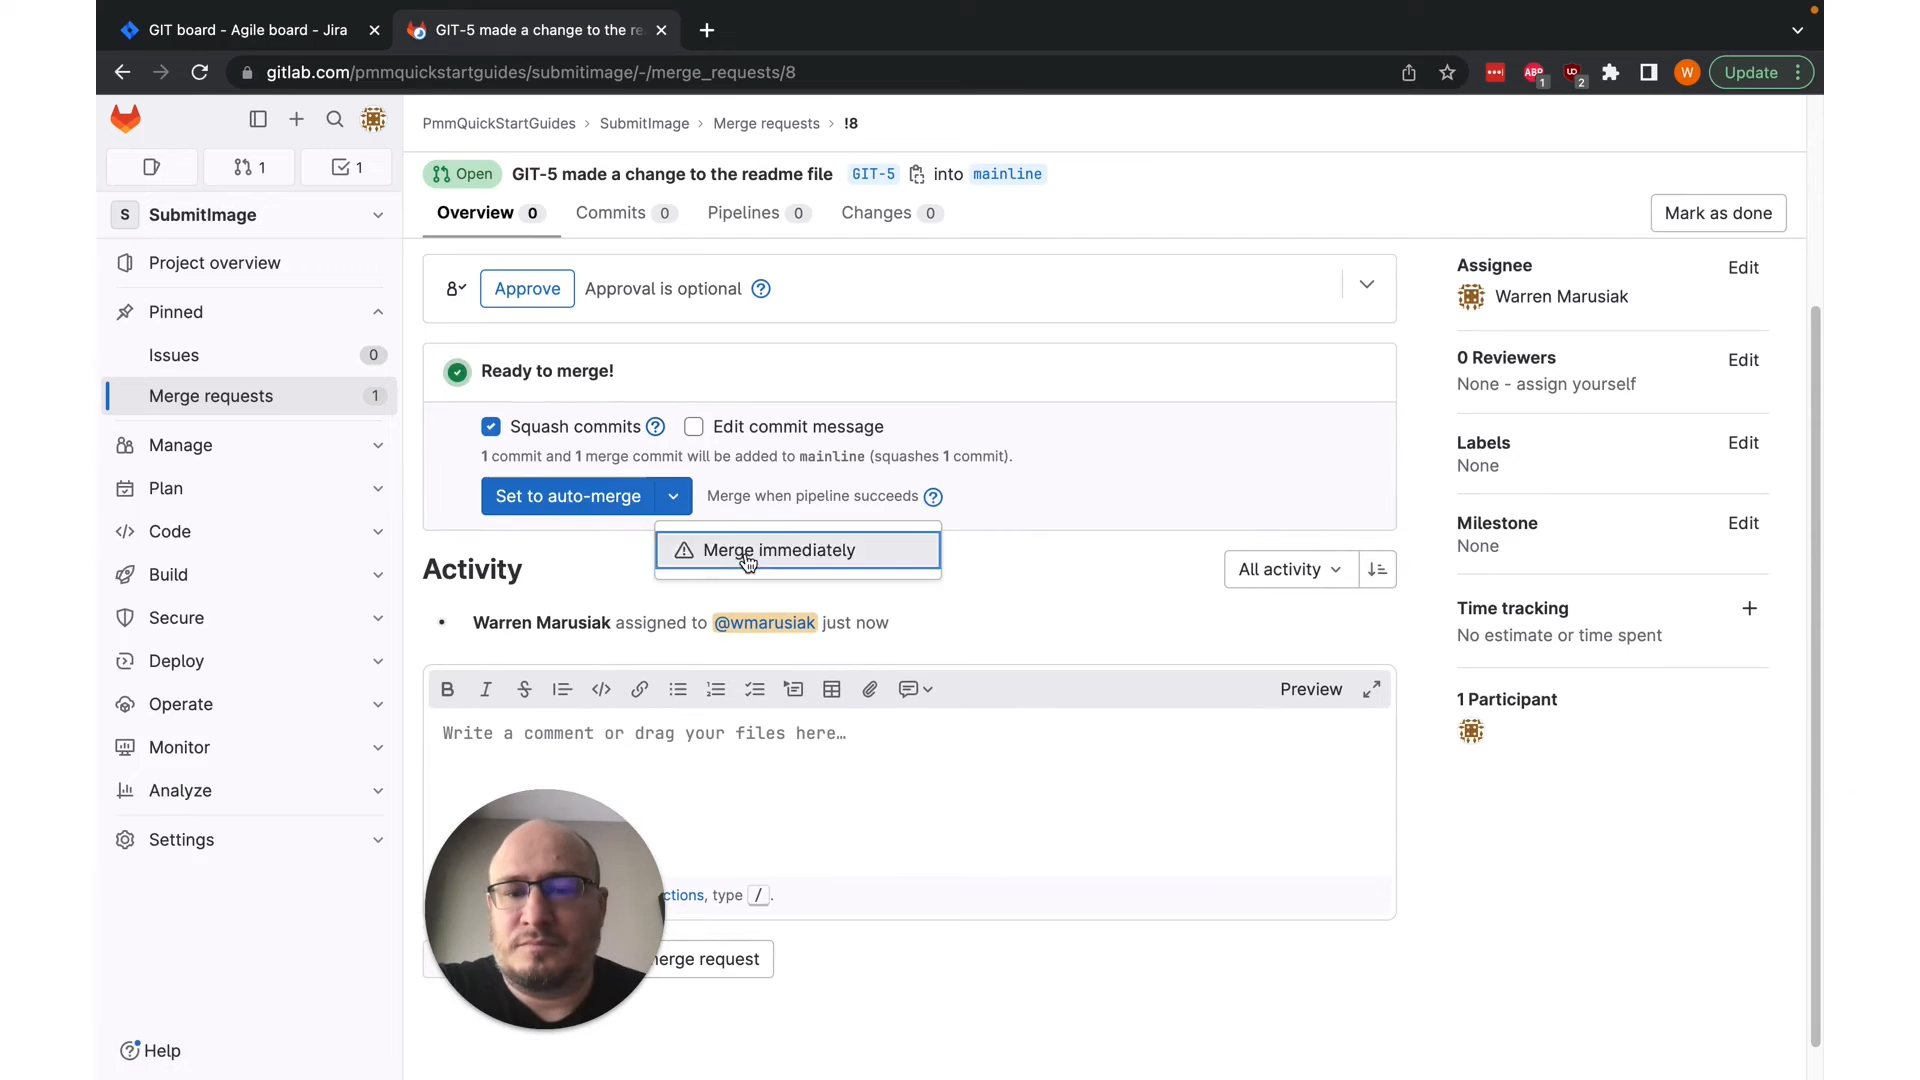 GIT board - Agile board - Jira
GIT-5 made a change to the re
gitlab.com/pmmquickstartguides/submitimage/-/merge_requests/8
ABP
1
2
W
Update
PmmQuickStartGuides › SubmitImage › Merge requests › !8
1
1
Open
GIT-5 made a change to the readme file
GIT-5
into
mainline
S
SubmitImage
Overview 0
Commits 0
Pipelines 0
Changes 0
Mark as done
Project overview
Pinned
Issues 0
Merge requests 1
Manage
Plan
Code
Build
Secure
Deploy
Operate
Monitor
Analyze
Settings
Help
Approve
Approval is optional
Ready to merge!
Squash commits
Edit commit message
1 commit and 1 merge commit will be added to mainline (squashes 1 commit).
Set to auto-merge
Merge when pipeline succeeds
Merge immediately
Activity
All activity
Warren Marusiak assigned to @wmarusiak just now
Preview
Write a comment or drag your files here…
ctions, type /.
erge request
Assignee
Edit
Warren Marusiak
0 Reviewers
Edit
None - assign yourself
Labels
Edit
None
Milestone
Edit
None
Time tracking
No estimate or time spent
1 Participant